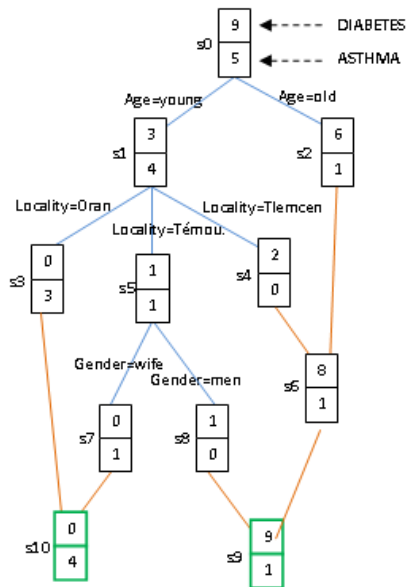 9 DIABETES
s0
5 ASTHMA
Age=young Age=old
3 6
s1 s2
4 1
Locality=Oran Locality=Tlemcen
Locality=Témou.
0 1 2
s3 s5 s4
3 1 0
Gender=wife 8
Gender=men s6
1
0 1
s7 s8
1 0
0 9
s10 s9
4 1